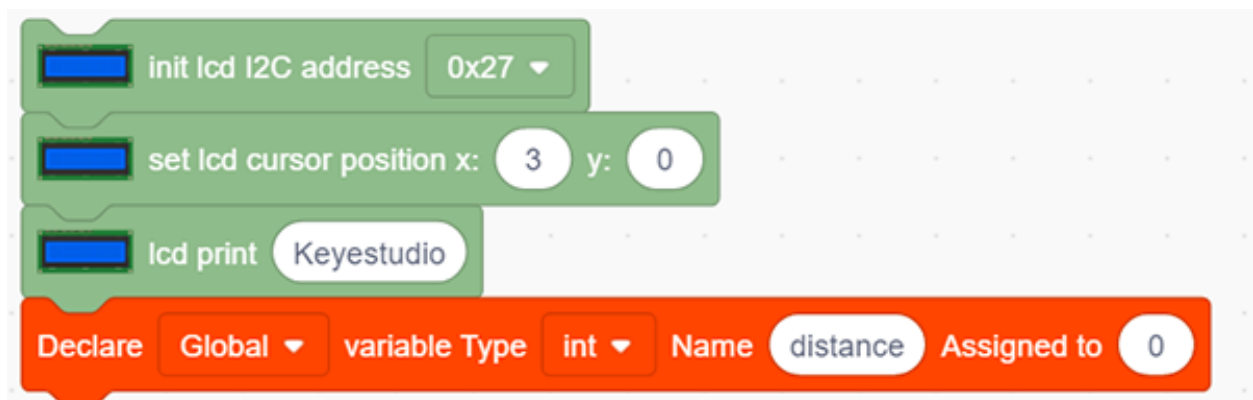 init lcd I2C address 0x27
set lcd cursor position x: 3 y: 0
lcd print Keyestudio
Declare Global variable Type int Name distance Assigned to 0